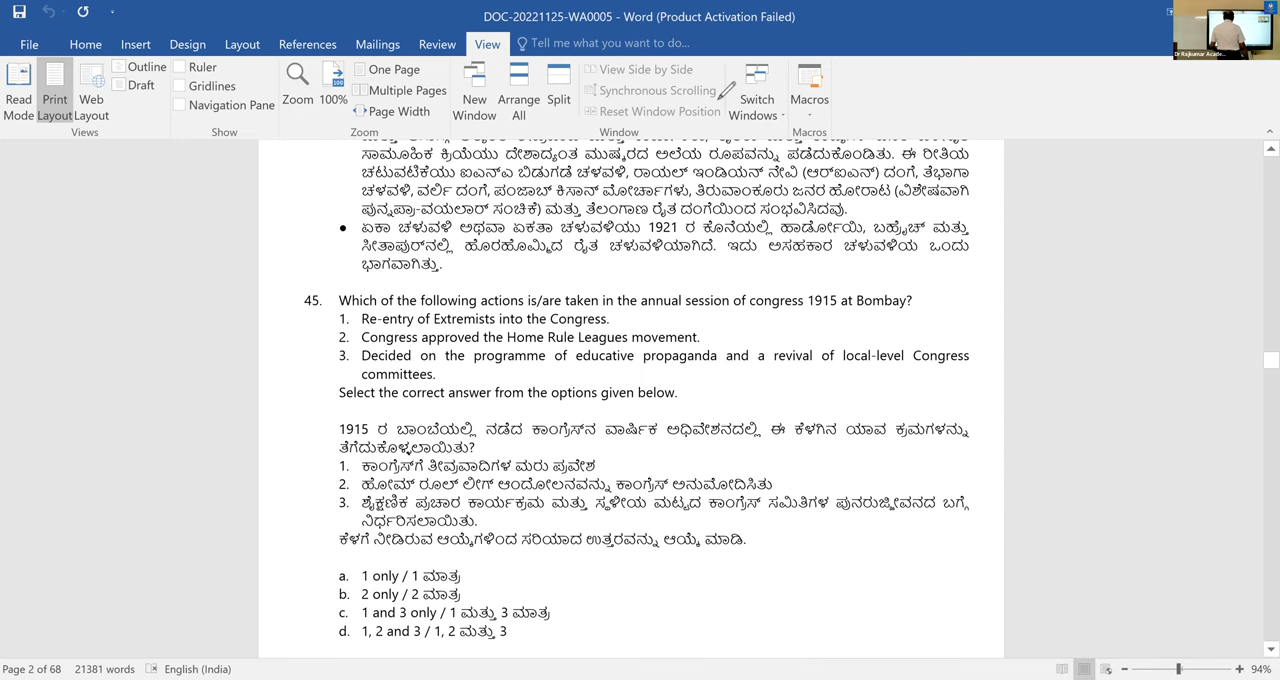 DOC-20221125-WA0005 - Word (Product Activation Failed)
File Home Insert Design Layout References Mailings Review View Tell me what you want to do...
Read Mode
Print Layout
Web Layout
Outline
Draft
Views
Ruler
Gridlines
Navigation Pane
Show
Zoom
100%
One Page
Multiple Pages
Page Width
Zoom
New Window
Arrange All
Split
View Side by Side
Synchronous Scrolling
Reset Window Position
Window
Switch Windows
Macros
Macros
Dr Rajkumar Acade...
ಸಾಮೂಹಿಕ ಕ್ರಿಯೆಯು ದೇಶಾದ್ಯಂತ ಮುಷ್ಕರದ ಅಲೆಯ ರೂಪವನ್ನು ಪಡೆದುಕೊಂಡಿತು. ಈ ರೀತಿಯ
ಚಟುವಟಿಕೆಯು ಐಎನ್ಎ ಬಿಡುಗಡೆ ಚಳವಳಿ, ರಾಯಲ್ ಇಂಡಿಯನ್ ನೇವಿ (ಆರ್ಐಎನ್) ದಂಗೆ, ತೆಭಾಗಾ
ಚಳವಳಿ, ವರ್ಲಿ ದಂಗೆ, ಪಂಜಾಬ್ ಕಿಸಾನ್ ಮೋರ್ಚಾಗಳು, ತಿರುವಾಂಕೂರು ಜನರ ಹೋರಾಟ (ವಿಶೇಷವಾಗಿ
ಪುನ್ನಪ್ರಾ-ವಯಲಾರ್ ಸಂಚಿಕೆ) ಮತ್ತು ತೆಲಂಗಾಣ ರೈತ ದಂಗೆಯಿಂದ ಸಂಭವಿಸಿದವು.
● ಏಕಾ ಚಳುವಳಿ ಅಥವಾ ಏಕತಾ ಚಳುವಳಿಯು 1921 ರ ಕೊನೆಯಲ್ಲಿ ಹಾರ್ಡೋಯಿ, ಬಹ್ರೈಚ್ ಮತ್ತು
ಸೀತಾಪುರ್‌ನಲ್ಲಿ ಹೊರಹೊಮ್ಮಿದ ರೈತ ಚಳುವಳಿಯಾಗಿದೆ. ಇದು ಅಸಹಕಾರ ಚಳುವಳಿಯ ಒಂದು
ಭಾಗವಾಗಿತ್ತು.
45. Which of the following actions is/are taken in the annual session of congress 1915 at Bombay?
1. Re-entry of Extremists into the Congress.
2. Congress approved the Home Rule Leagues movement.
3. Decided on the programme of educative propaganda and a revival of local-level Congress
committees.
Select the correct answer from the options given below.
1915 ರ ಬಾಂಬೆಯಲ್ಲಿ ನಡೆದ ಕಾಂಗ್ರೆಸ್‌ನ ವಾರ್ಷಿಕ ಅಧಿವೇಶನದಲ್ಲಿ ಈ ಕೆಳಗಿನ ಯಾವ ಕ್ರಮಗಳನ್ನು
ತೆಗೆದುಕೊಳ್ಳಲಾಯಿತು?
1. ಕಾಂಗ್ರೆಸ್‌ಗೆ ತೀವ್ರವಾದಿಗಳ ಮರು ಪ್ರವೇಶ
2. ಹೋಮ್ ರೂಲ್ ಲೀಗ್ ಆಂದೋಲನವನ್ನು ಕಾಂಗ್ರೆಸ್ ಅನುಮೋದಿಸಿತು
3. ಶೈಕ್ಷಣಿಕ ಪ್ರಚಾರ ಕಾರ್ಯಕ್ರಮ ಮತ್ತು ಸ್ಥಳೀಯ ಮಟ್ಟದ ಕಾಂಗ್ರೆಸ್ ಸಮಿತಿಗಳ ಪುನರುಜ್ಜೀವನದ ಬಗ್ಗೆ
ನಿರ್ಧರಿಸಲಾಯಿತು.
ಕೆಳಗೆ ನೀಡಿರುವ ಆಯ್ಕೆಗಳಿಂದ ಸರಿಯಾದ ಉತ್ತರವನ್ನು ಆಯ್ಕೆ ಮಾಡಿ.
a. 1 only / 1 ಮಾತ್ರ
b. 2 only / 2 ಮಾತ್ರ
c. 1 and 3 only / 1 ಮತ್ತು 3 ಮಾತ್ರ
d. 1, 2 and 3 / 1, 2 ಮತ್ತು 3
Page 2 of 68 21381 words English (India) 94%